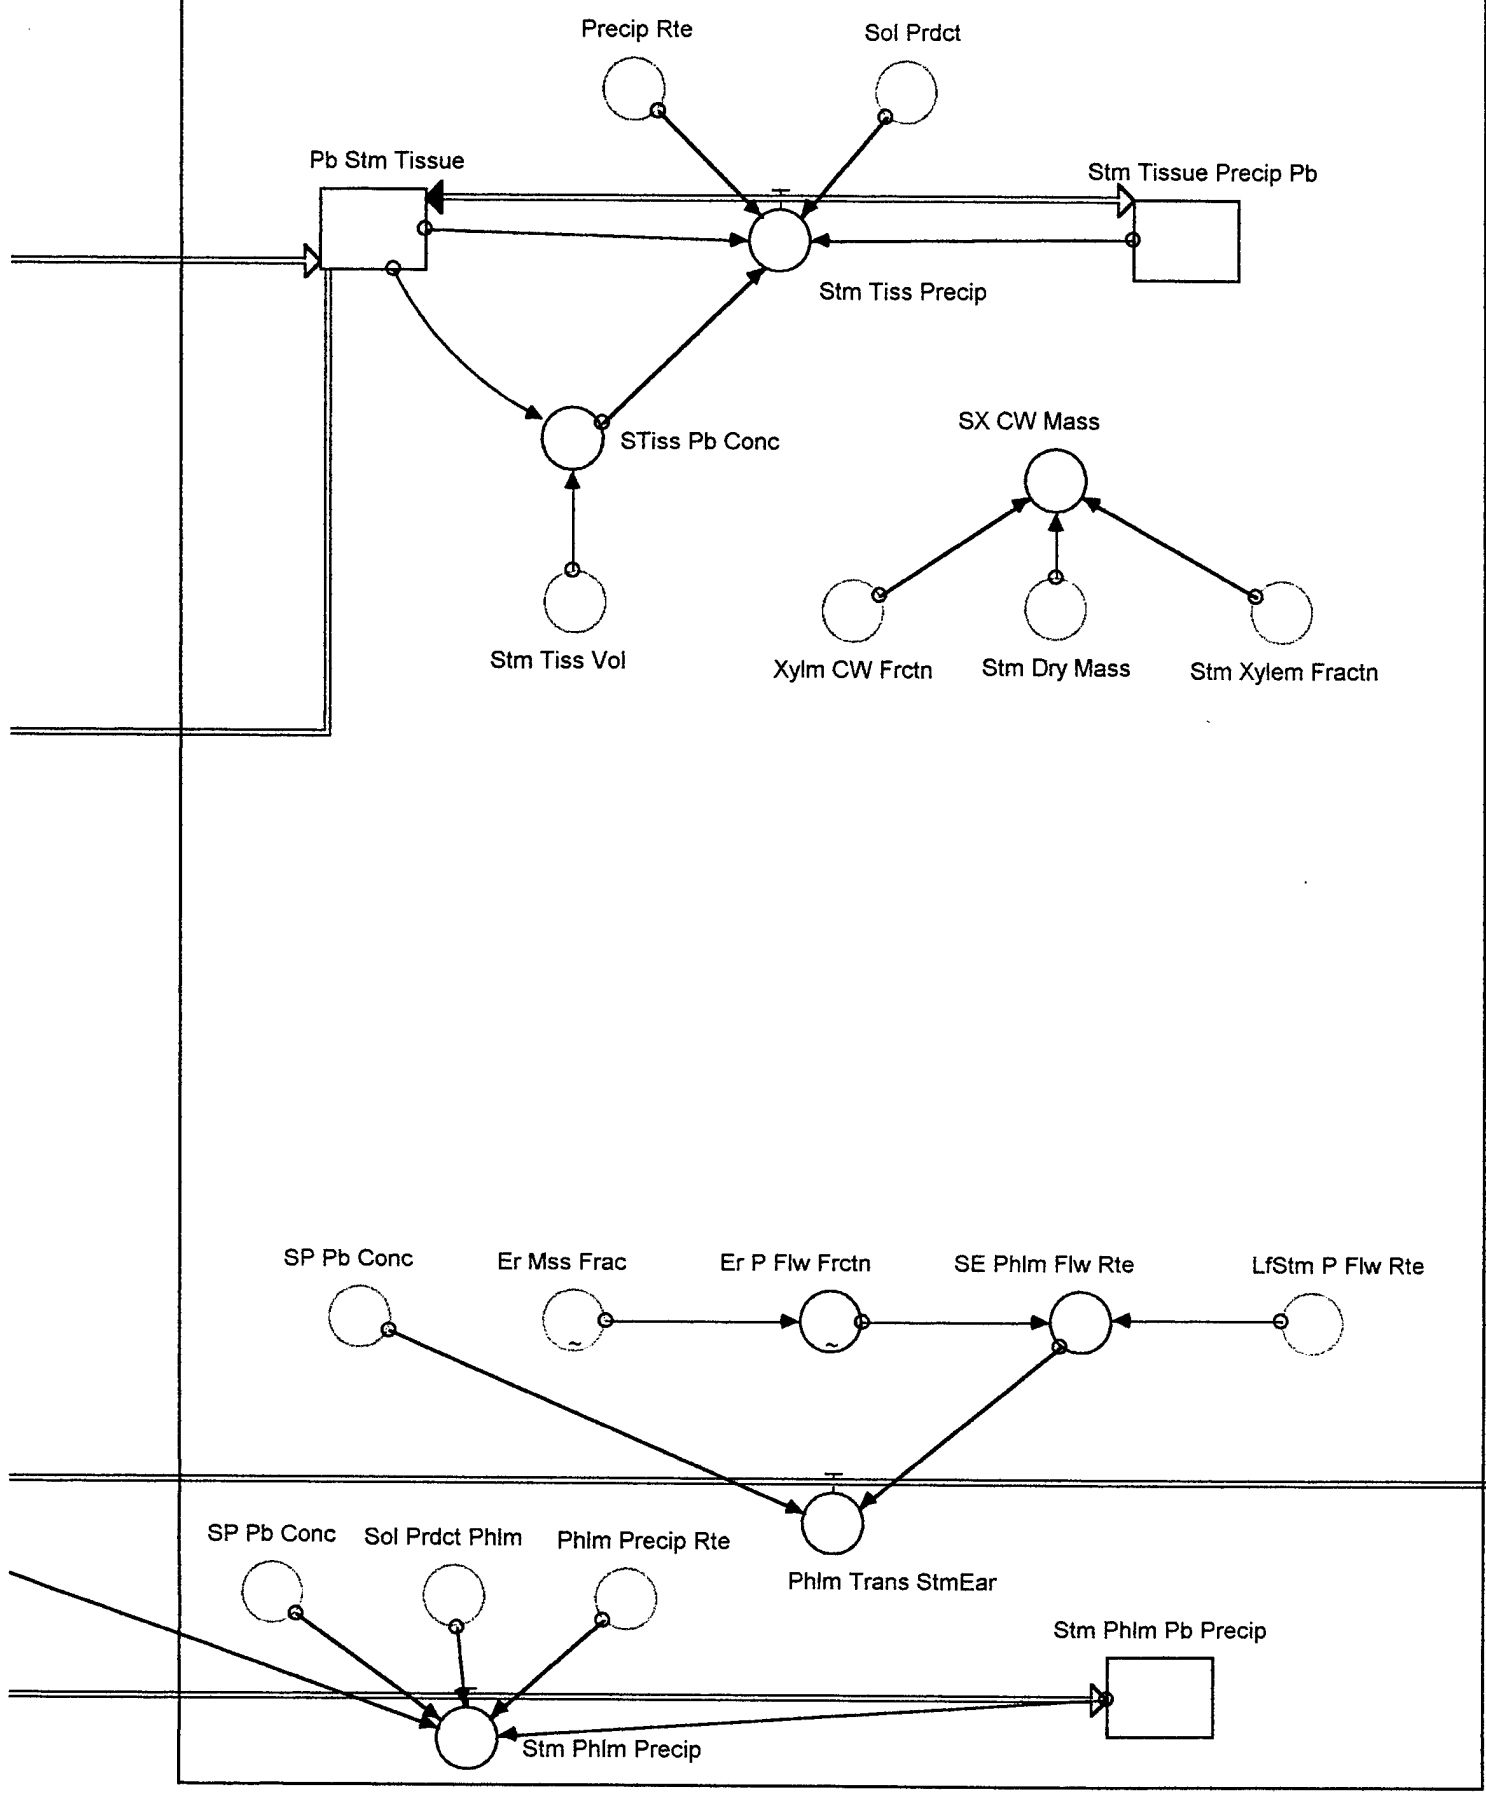 Precip Rte
Sol Prdct
Pb Stm Tissue
Stm Tissue Precip Pb
Stm Tiss Precip
SX CW Mass
STiss Pb Conc
Stm Tiss Vol
Xylm CW Frctn
Stm Dry Mass
Stm Xylem Fractn
SP Pb Conc
Er Mss Frac
~
Er P Flw Frctn
~
SE Phlm Flw Rte
LfStm P Flw Rte
SP Pb Conc
Sol Prdct Phlm
Phlm Precip Rte
Phlm Trans StmEar
Stm Phlm Pb Precip
Stm Phlm Precip